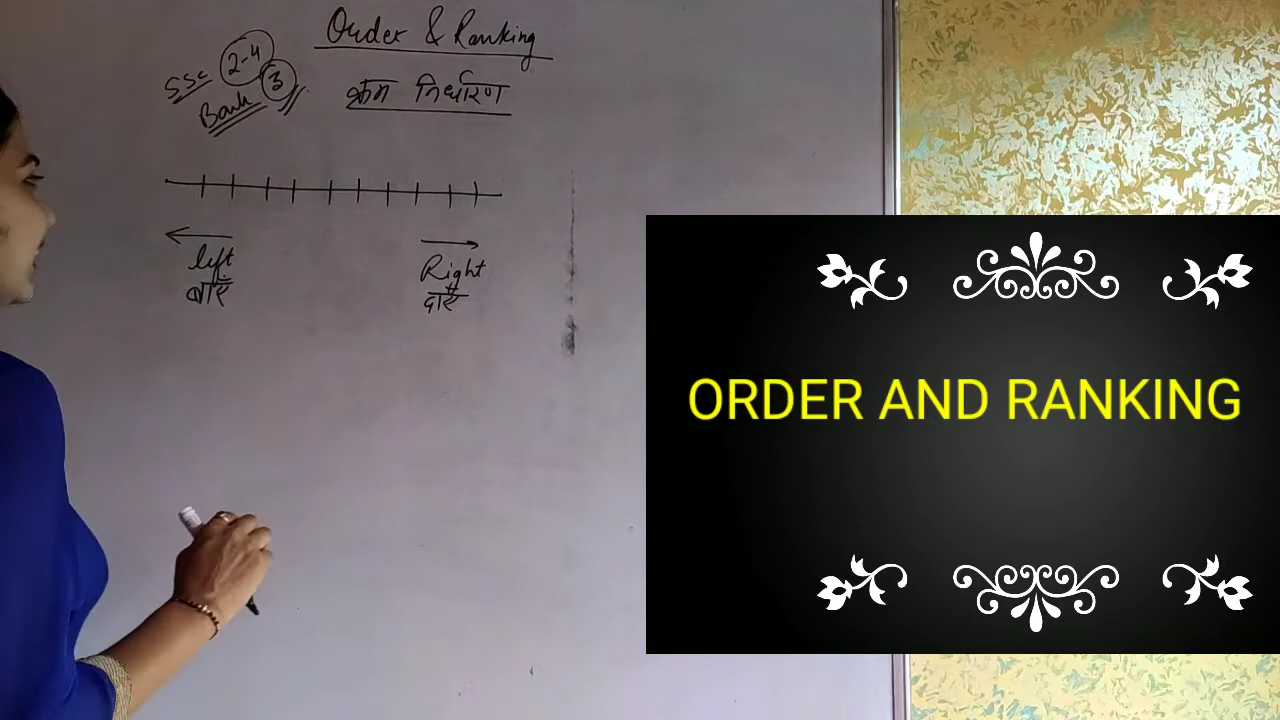 Order & Ranking
SSC 2-4
Bank 3
क्रम निर्धारण
left
Right
बाएं
दाएं
ORDER AND RANKING